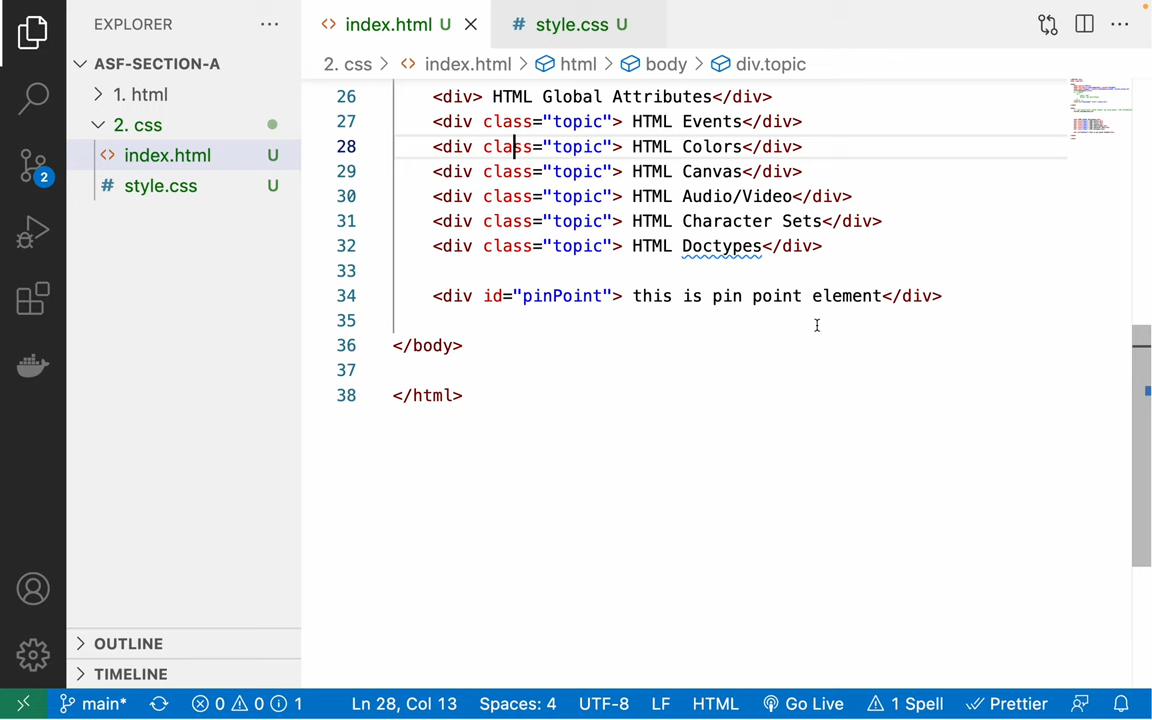 EXPLORER
ASF-SECTION-A
1. html
2. css
index.html U
style.css U
OUTLINE
TIMELINE
index.html U
style.css U
2. css > index.html > html > body > div.topic
26 <div> HTML Global Attributes</div>
27 <div class="topic"> HTML Events</div>
28 <div class="topic"> HTML Colors</div>
29 <div class="topic"> HTML Canvas</div>
30 <div class="topic"> HTML Audio/Video</div>
31 <div class="topic"> HTML Character Sets</div>
32 <div class="topic"> HTML Doctypes</div>
33
34 <div id="pinPoint"> this is pin point element</div>
35
36 </body>
37
38 </html>
2
main* 0 0 1 Ln 28, Col 13 Spaces: 4 UTF-8 LF HTML Go Live 1 Spell Prettier